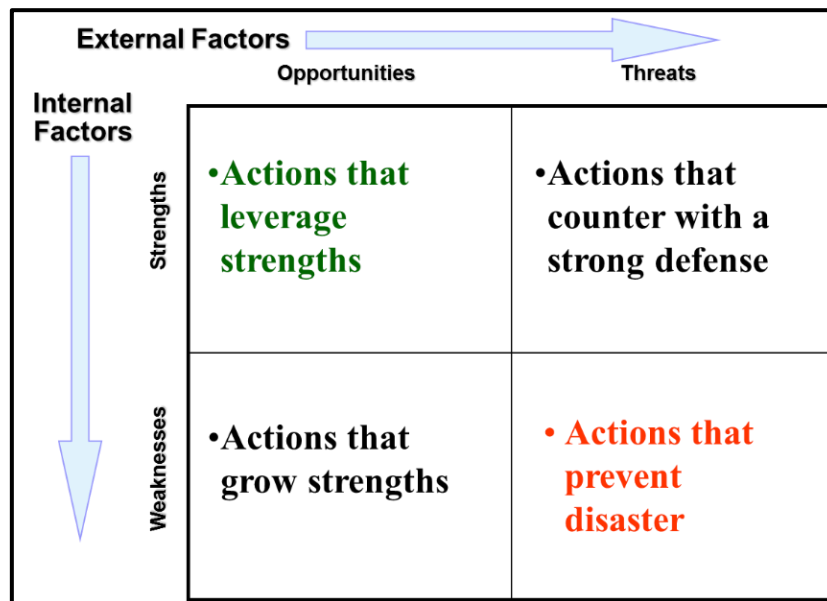 External Factors
Opportunities
Threats
Internal
Factors
Strengths
•Actions that
leverage
strengths
•Actions that
counter with a
strong defense
Weaknesses
•Actions that
grow strengths
• Actions that
prevent
disaster